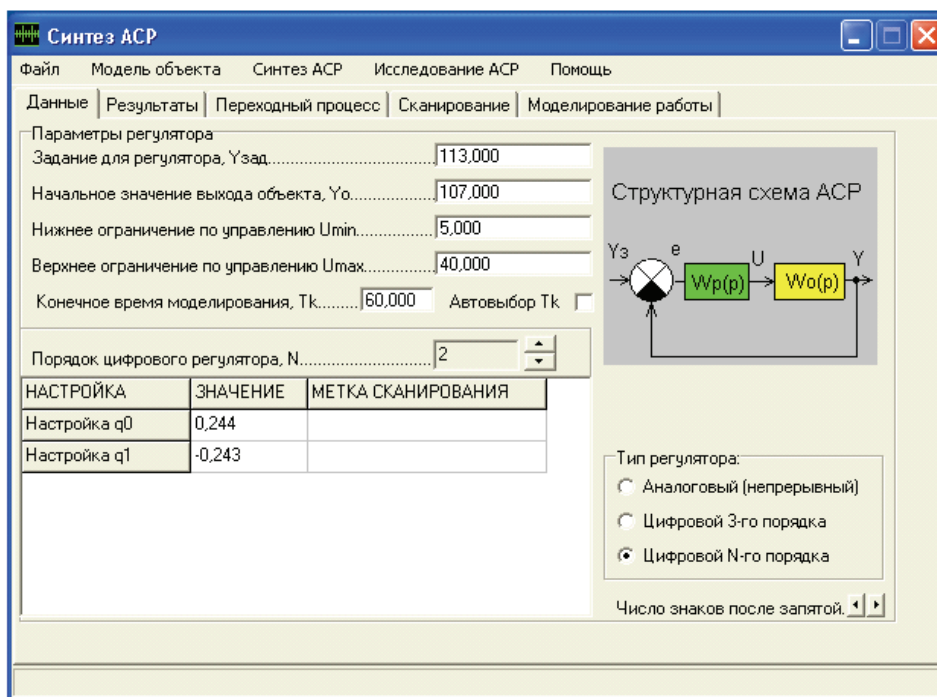 Синтез АСР
Файл Модель объекта Синтез АСР Исследование АСР Помощь
Данные Результаты Переходный процесс Сканирование Моделирование работы
Параметры регулятора
Задание для регулятора, Yзад 113,000
Начальное значение выхода объекта, Yo 107,000
Нижнее ограничение по управлению Umin 5,000
Верхнее ограничение по управлению Umax 40,000
Конечное время моделирования, Tk 60,000 Автовыбор Tk
Порядок цифрового регулятора, N 2
НАСТРОЙКА ЗНАЧЕНИЕ МЕТКА СКАНИРОВАНИЯ
Настройка q0 0,244
Настройка q1 -0,243
Структурная схема АСР
Yз e U Y
Wp(p) Wo(p)
Тип регулятора:
Аналоговый (непрерывный)
Цифровой 3-го порядка
Цифровой N-го порядка
Число знаков после запятой.